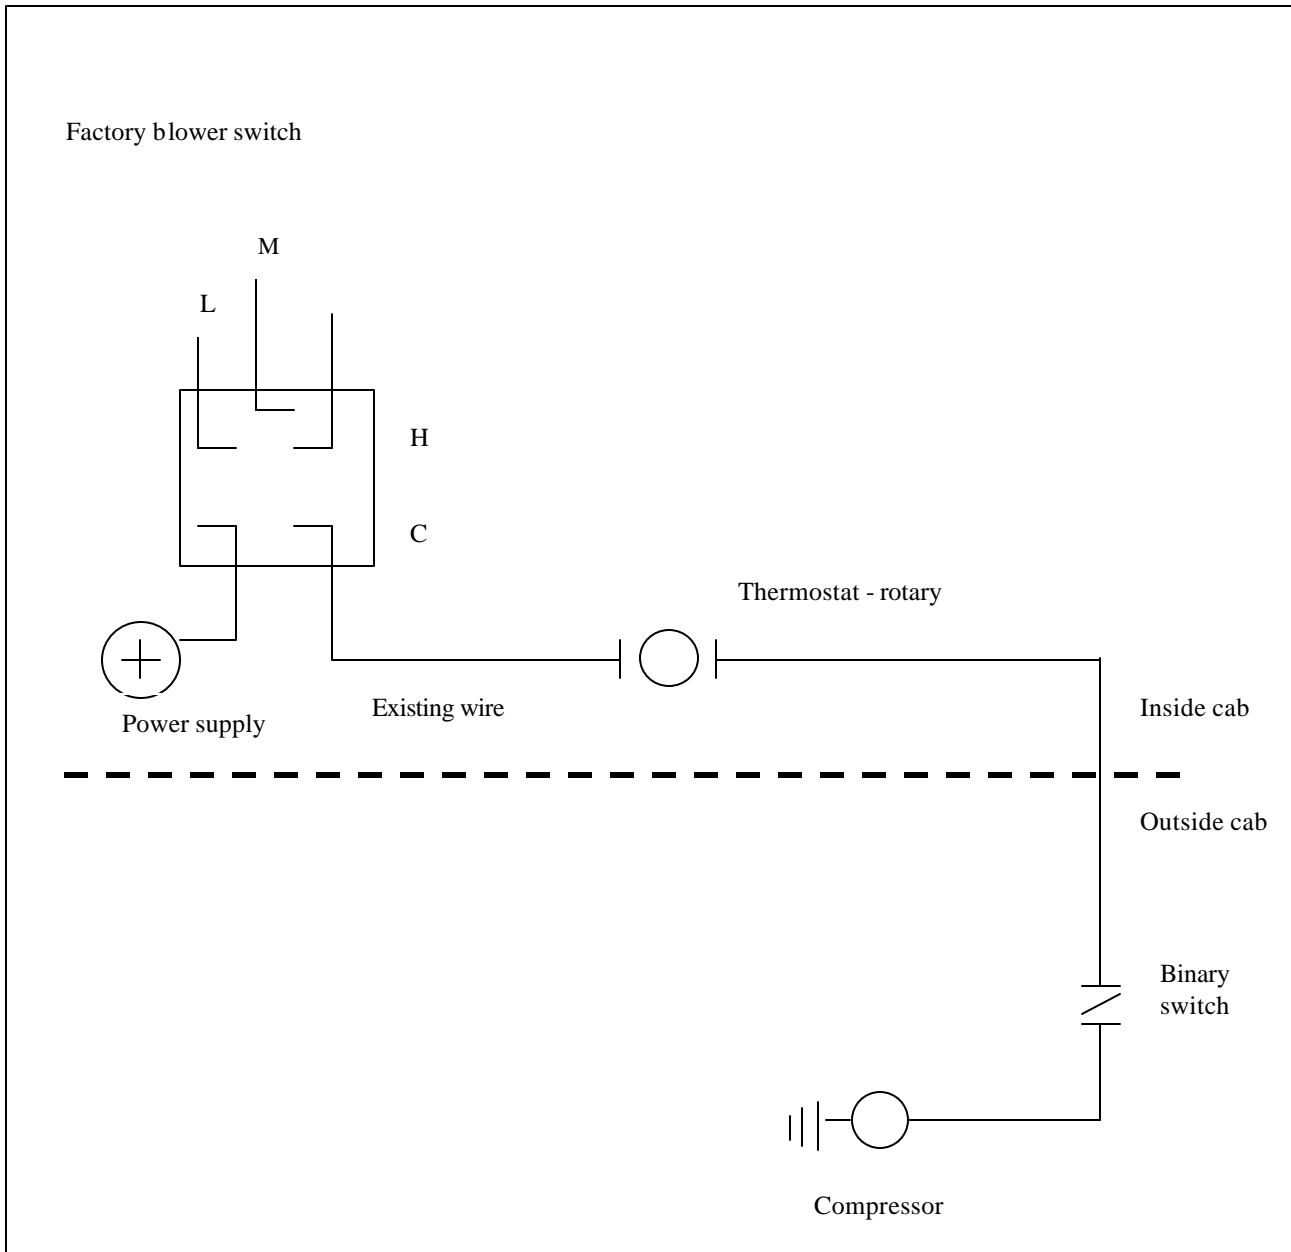 Factory blower switch
M
L
H
C
Thermostat - rotary
Existing wire
Inside cab
Power supply
Outside cab
Binary
switch
Compressor